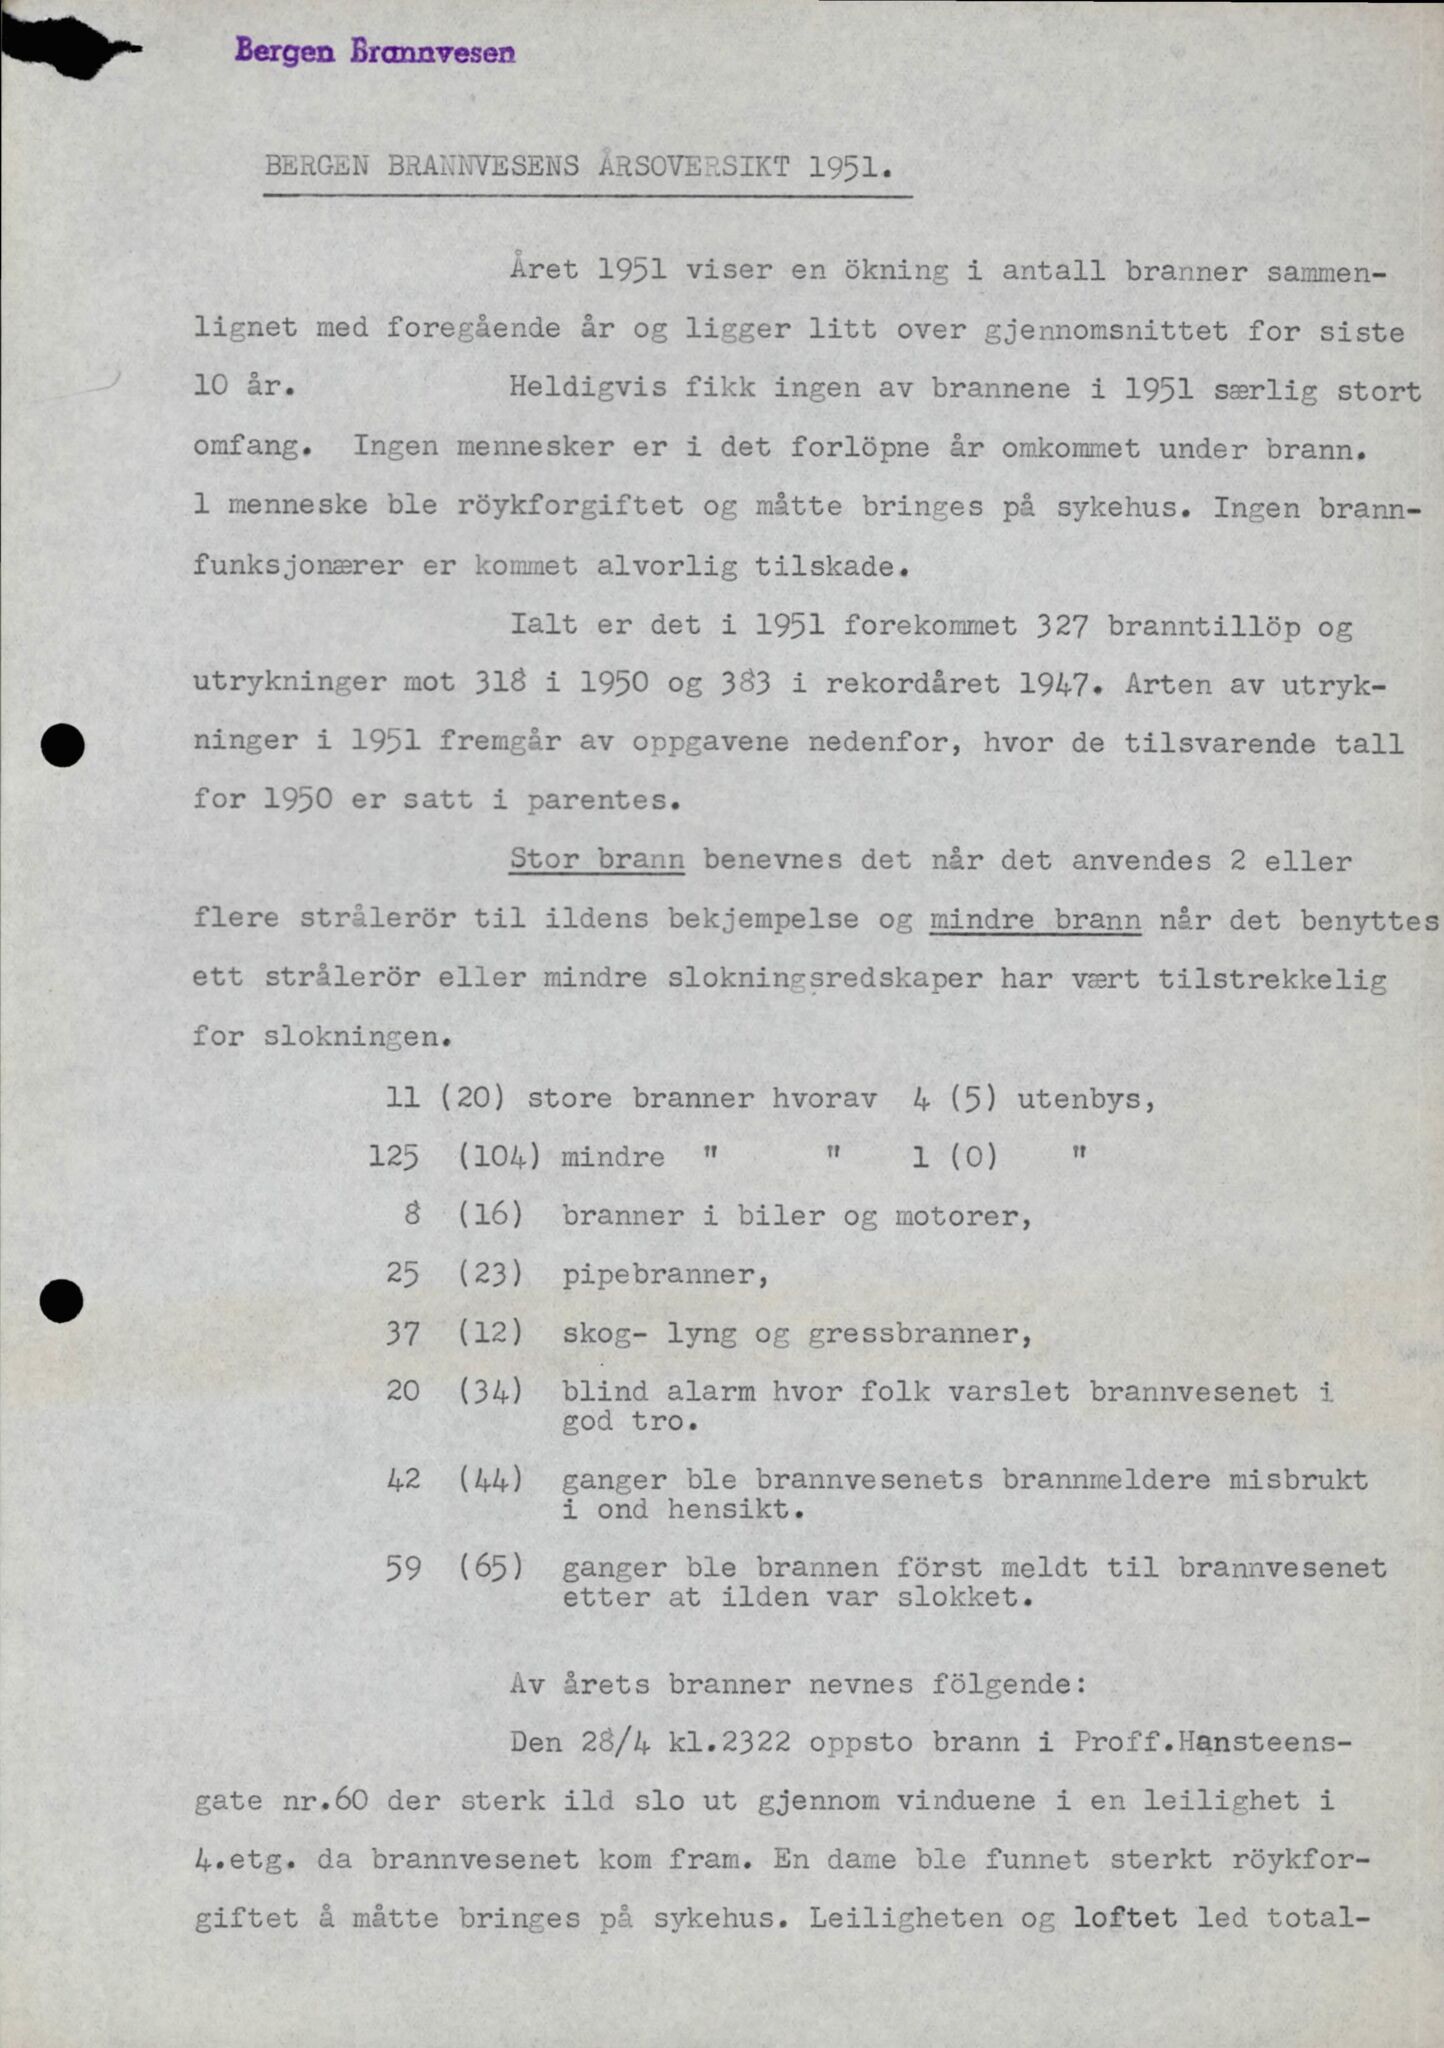 Bergen Brannvesen
BERGEN BRANNVESENS ÅRSOVERSIKT 1951.
Året 1951 viser en ökning i antall branner sammen-
lignet med foregående år og ligger litt over gjennomsnittet for siste
10 år. Heldigvis fikk ingen av brannene i 1951 særlig stort
omfang. Ingen mennesker er i det forlöpne år omkommet under brann.
1 menneske ble röykforgiftet og måtte bringes på sykehus. Ingen brann-
funksjonærer er kommet alvorlig tilskade.
Ialt er det i 1951 forekommet 327 branntillöp og
utrykninger mot 318 i 1950 og 383 i rekordåret 1947. Arten av utryk-
ninger i 1951 fremgår av oppgavene nedenfor, hvor de tilsvarende tall
for 1950 er satt i parentes.
Stor brann benevnes det når det anvendes 2 eller
flere strålerör til ildens bekjempelse og mindre brann når det benyttes
ett strålerör eller mindre slokningsredskaper har vært tilstrekkelig
for slokningen.
11 (20) store branner hvorav 4 (5) utenbys,
125 (104) mindre " " 1 (0) "
8 (16) branner i biler og motorer,
25 (23) pipebranner,
37 (12) skog- lyng og gressbranner,
20 (34) blind alarm hvor folk varslet brannvesenet i
god tro.
42 (44) ganger ble brannvesenets brannmeldere misbrukt
i ond hensikt.
59 (65) ganger ble brannen först meldt til brannvesenet
etter at ilden var slokket.
Av årets branner nevnes fölgende:
Den 28/4 kl.2322 oppsto brann i Proff.Hansteens-
gate nr.60 der sterk ild slo ut gjennom vinduene i en leilighet i
4.etg. da brannvesenet kom fram. En dame ble funnet sterkt röykfor-
giftet å måtte bringes på sykehus. Leiligheten og loftet led total-